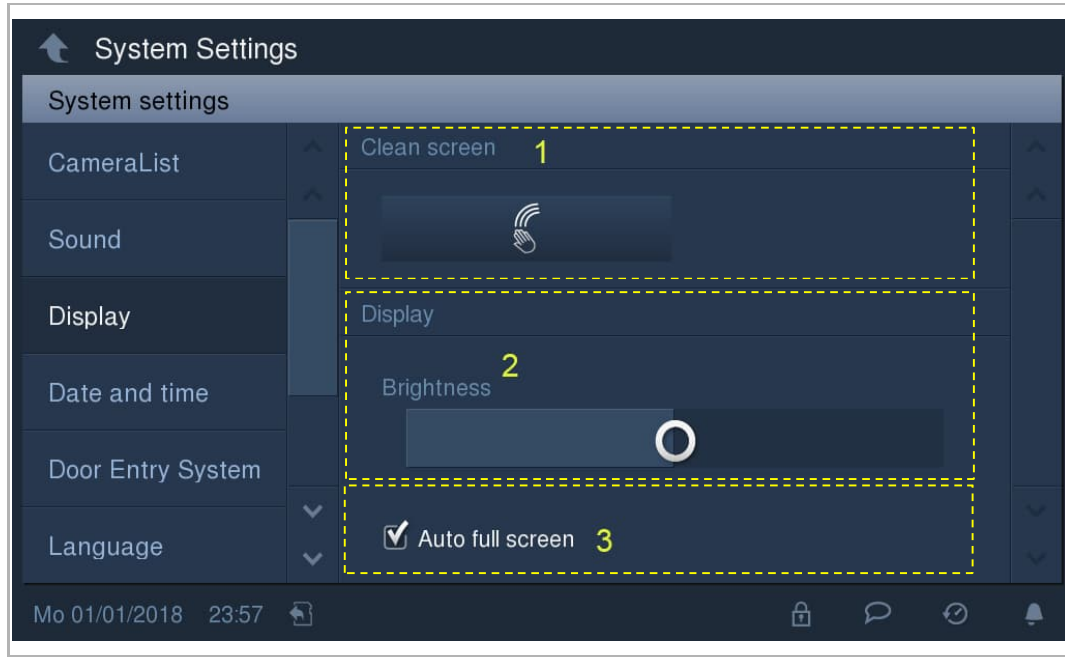 System Settings
System settings
CameraList
Sound
Display
Date and time
Door Entry System
Language
Clean screen 1
Display
2
Brightness
Auto full screen 3
Mo 01/01/2018 23:57